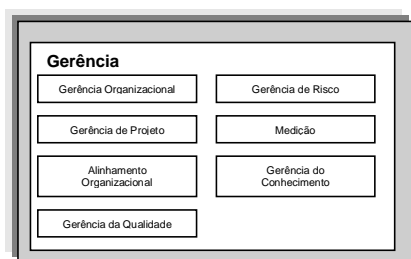 Gerência
Gerência Organizacional
Gerência de Risco
Gerência de Projeto
Medição
Alinhamento
Organizacional
Gerência do
Conhecimento
Gerência da Qualidade